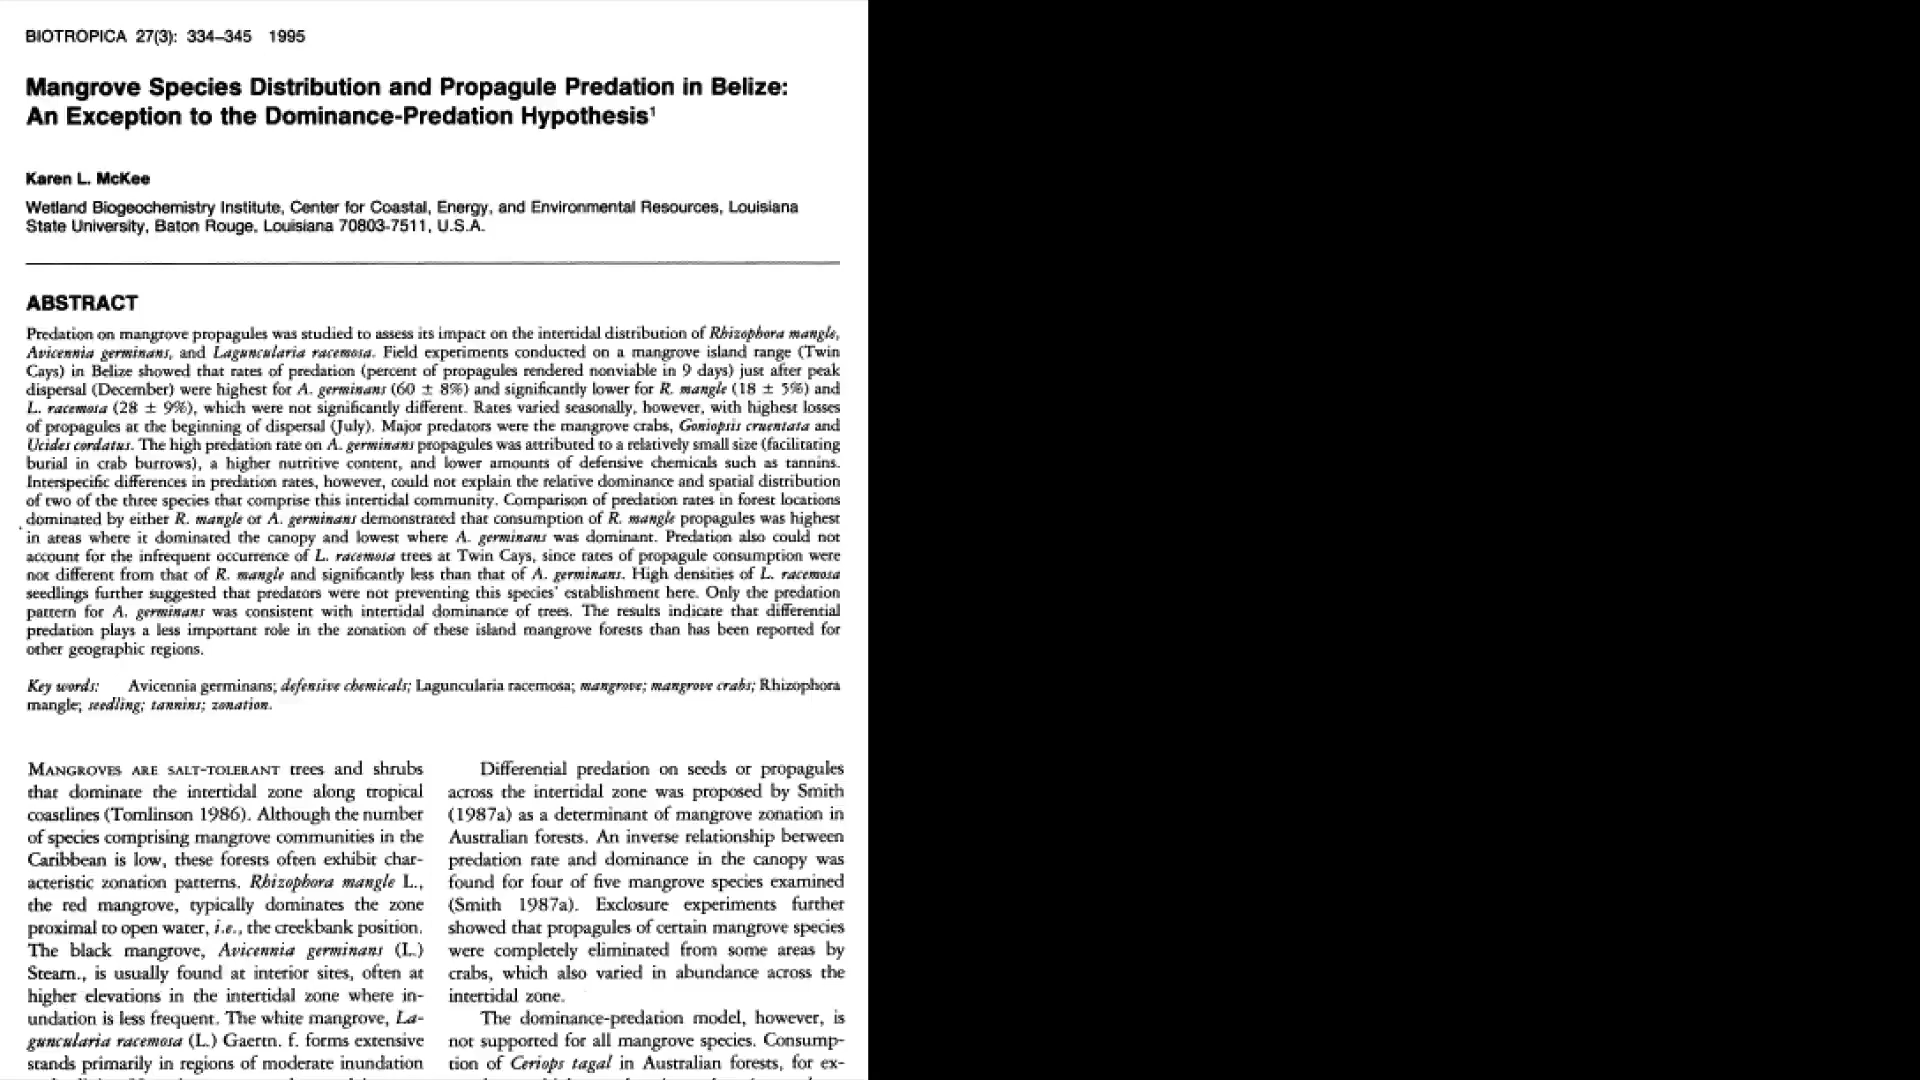 BIOTROPICA 27(3): 334–345 1995
Mangrove Species Distribution and Propagule Predation in Belize:
An Exception to the Dominance-Predation Hypothesis¹
Karen L. McKee
Wetland Biogeochemistry Institute, Center for Coastal, Energy, and Environmental Resources, Louisiana
State University, Baton Rouge, Louisiana 70803-7511, U.S.A.
ABSTRACT
Predation on mangrove propagules was studied to assess its impact on the intertidal distribution of Rhizophora mangle,
Avicennia germinans, and Laguncularia racemosa. Field experiments conducted on a mangrove island range (Twin
Cays) in Belize showed that rates of predation (percent of propagules rendered nonviable in 9 days) just after peak
dispersal (December) were highest for A. germinans (60 ± 8%) and significantly lower for R. mangle (18 ± 5%) and
L. racemosa (28 ± 9%), which were not significantly different. Rates varied seasonally, however, with highest losses
of propagules at the beginning of dispersal (July). Major predators were the mangrove crabs, Goniopsis cruentata and
Ucides cordatus. The high predation rate on A. germinans propagules was attributed to a relatively small size (facilitating
burial in crab burrows), a higher nutritive content, and lower amounts of defensive chemicals such as tannins.
Interspecific differences in predation rates, however, could not explain the relative dominance and spatial distribution
of two of the three species that comprise this intertidal community. Comparison of predation rates in forest locations
dominated by either R. mangle or A. germinans demonstrated that consumption of R. mangle propagules was highest
in areas where it dominated the canopy and lowest where A. germinans was dominant. Predation also could not
account for the infrequent occurrence of L. racemosa trees at Twin Cays, since rates of propagule consumption were
not different from that of R. mangle and significantly less than that of A. germinans. High densities of L. racemosa
seedlings further suggested that predators were not preventing this species' establishment here. Only the predation
pattern for A. germinans was consistent with intertidal dominance of trees. The results indicate that differential
predation plays a less important role in the zonation of these island mangrove forests than has been reported for
other geographic regions.
Key words: Avicennia germinans; defensive chemicals; Laguncularia racemosa; mangrove; mangrove crabs; Rhizophora
mangle; seedling; tannins; zonation.
MANGROVES ARE SALT-TOLERANT trees and shrubs
that dominate the intertidal zone along tropical
coastlines (Tomlinson 1986). Although the number
of species comprising mangrove communities in the
Caribbean is low, these forests often exhibit char-
acteristic zonation patterns. Rhizophora mangle L.,
the red mangrove, typically dominates the zone
proximal to open water, i.e., the creekbank position.
The black mangrove, Avicennia germinans (L.)
Stearn., is usually found at interior sites, often at
higher elevations in the intertidal zone where in-
undation is less frequent. The white mangrove, La-
guncularia racemosa (L.) Gaertn. f. forms extensive
stands primarily in regions of moderate inundation
Differential predation on seeds or propagules
across the intertidal zone was proposed by Smith
(1987a) as a determinant of mangrove zonation in
Australian forests. An inverse relationship between
predation rate and dominance in the canopy was
found for four of five mangrove species examined
(Smith 1987a). Exclosure experiments further
showed that propagules of certain mangrove species
were completely eliminated from some areas by
crabs, which also varied in abundance across the
intertidal zone.
The dominance-predation model, however, is
not supported for all mangrove species. Consump-
tion of Ceriops tagal in Australian forests, for ex-